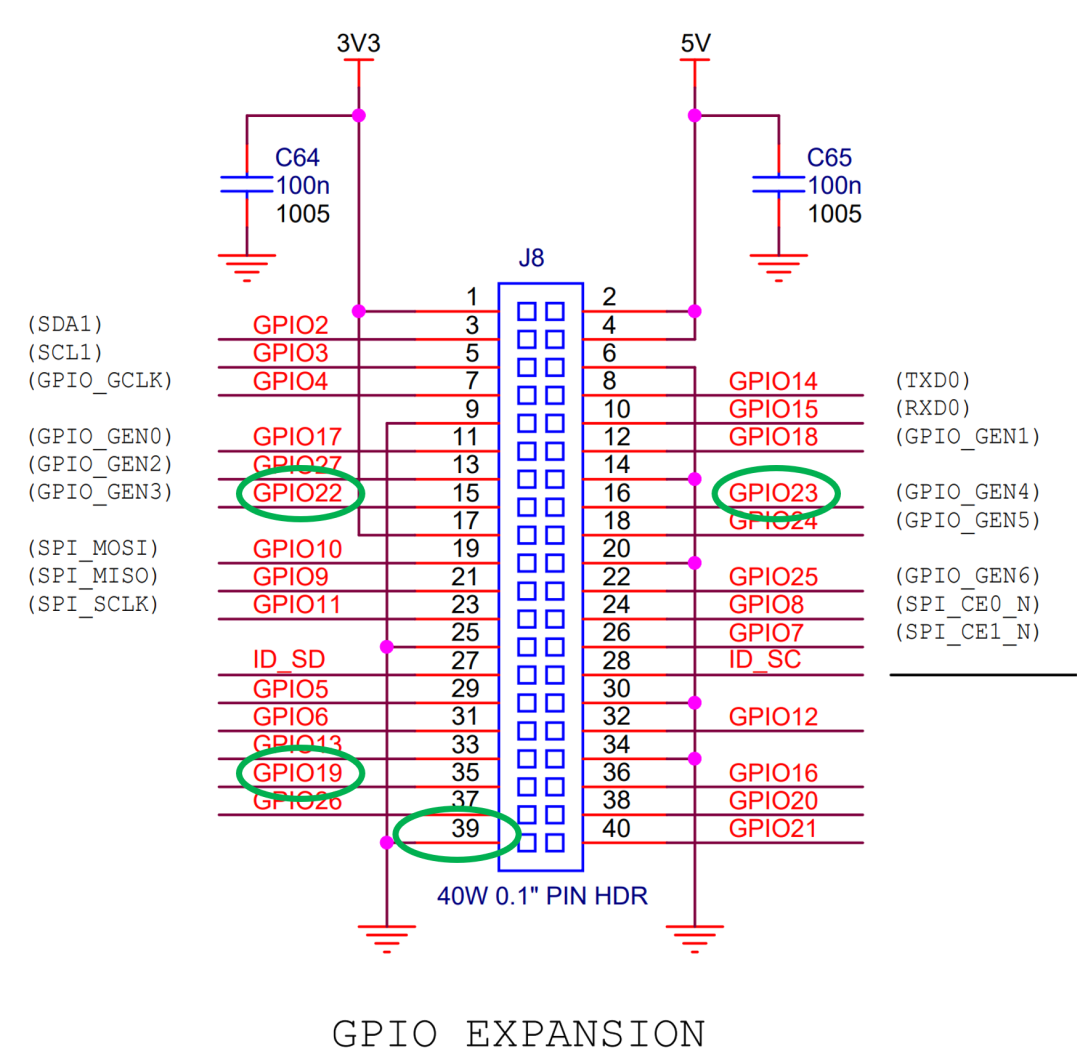 3V3 5V
C64 C65
100n 100n
1005 1005
J8
1 2
(SDA1) GPIO2 3 4
(SCL1) GPIO3 5 6
(GPIO_GCLK) GPIO4 7 8 GPIO14 (TXD0)
9 10 GPIO15 (RXD0)
(GPIO_GEN0) GPIO17 11 12 GPIO18 (GPIO_GEN1)
(GPIO_GEN2) GPIO27 13 14
(GPIO_GEN3) GPIO22 15 16 GPIO23 (GPIO_GEN4)
17 18 GPIO24 (GPIO_GEN5)
(SPI_MOSI) GPIO10 19 20
(SPI_MISO) GPIO9 21 22 GPIO25 (GPIO_GEN6)
(SPI_SCLK) GPIO11 23 24 GPIO8 (SPI_CE0_N)
25 26 GPIO7 (SPI_CE1_N)
ID_SD 27 28 ID_SC
GPIO5 29 30
GPIO6 31 32 GPIO12
GPIO13 33 34
GPIO19 35 36 GPIO16
GPIO26 37 38 GPIO20
39 40 GPIO21
40W 0.1" PIN HDR
GPIO EXPANSION